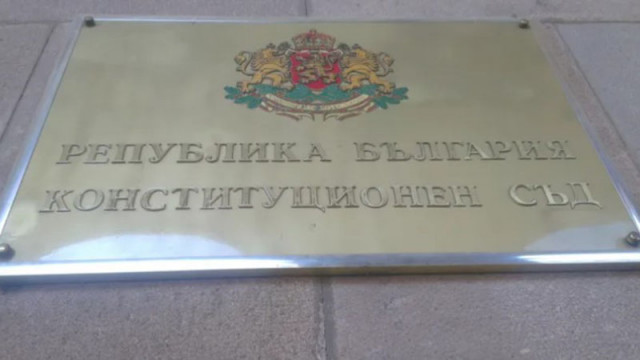 РЕПУБЛИКА БЪЛГАРИЯ
КОНСТИТУЦИОНЕН СЪД